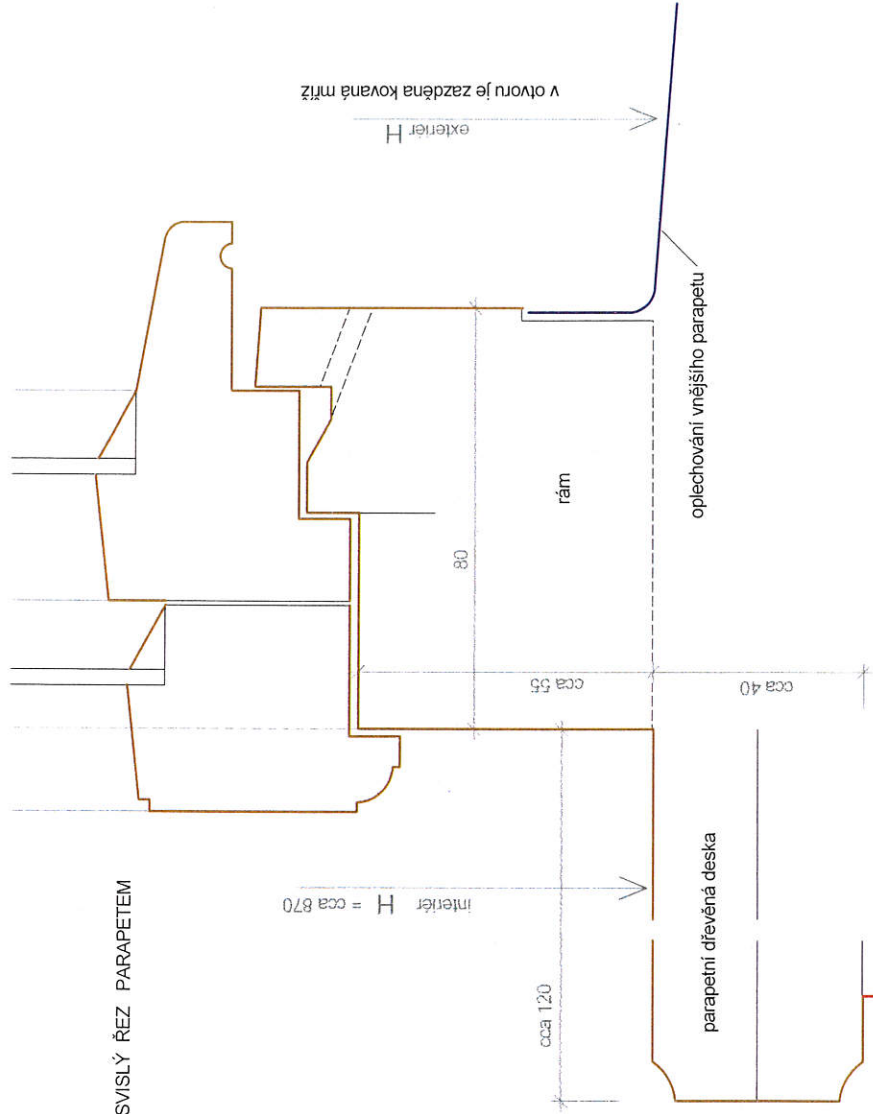 SVISLÝ ŘEZ PARAPETEM
v otvoru je zazděna kovaná mříž
exteriér H
oplechování vnějšího parapetu
rám
80
cca 55
cca 40
interiér H = cca 870
cca 120
parapetní dřevěná deska